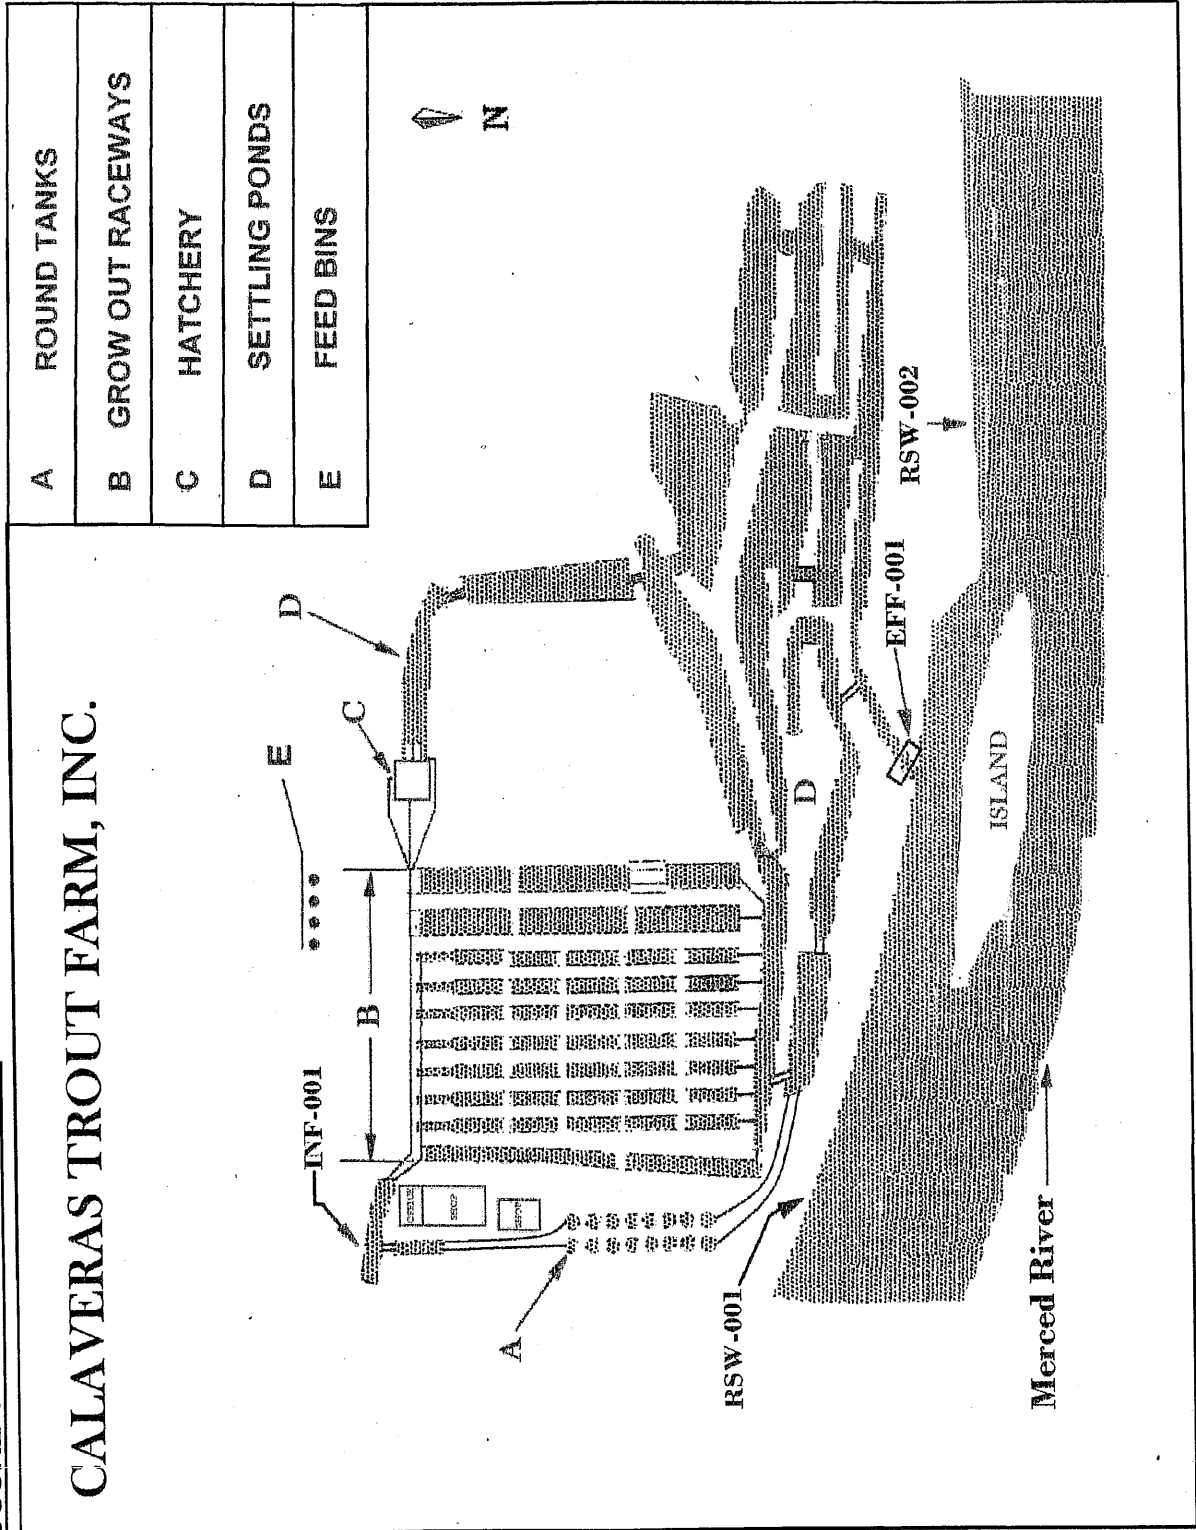 CALAVERAS TROUT FARM, INC.
A ROUND TANKS
B GROW OUT RACEWAYS
C HATCHERY
D SETTLING PONDS
E FEED BINS
N
E
D
C
INF-001
B
A
D
RSW-001
EFF-001
RSW-002
ISLAND
Merced River